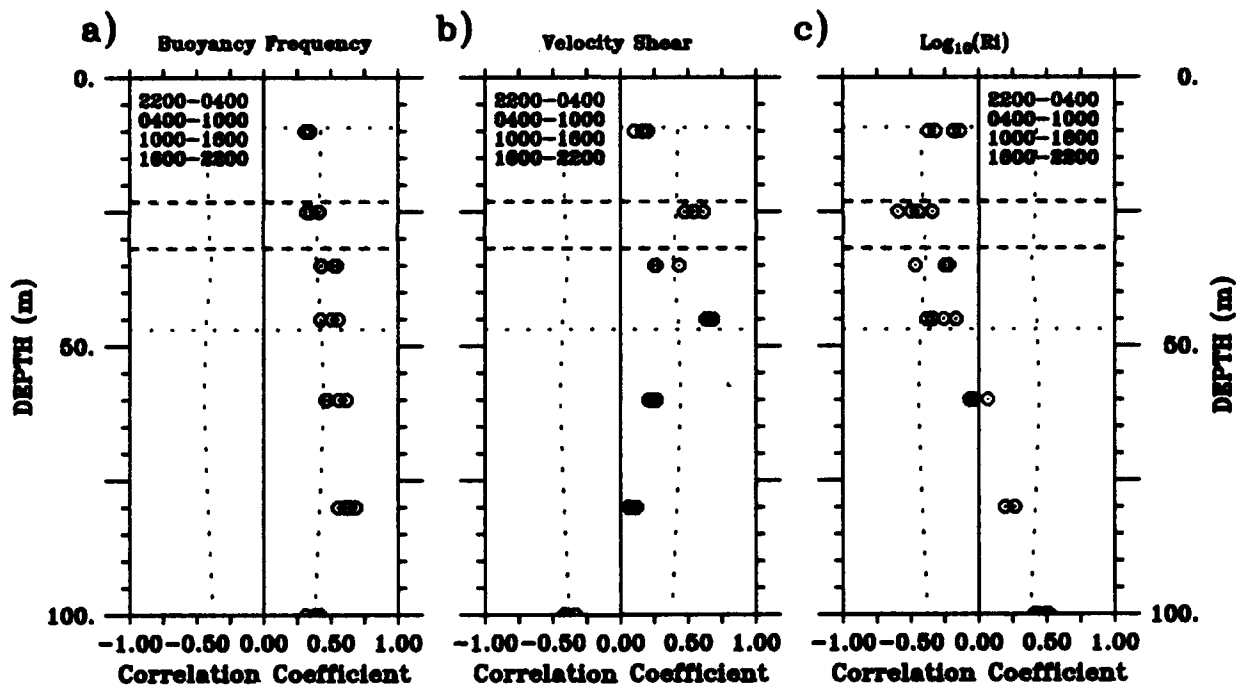 a) Buoyancy Frequency
b) Velocity Shear
c) Log₁₀(Ri)
0.
50.
100.
DEPTH (m)
2200-0400
0400-1000
1000-1600
1600-2200
-1.00 -0.50 0.00 0.50 1.00
Correlation Coefficient
2200-0400
0400-1000
1000-1600
1600-2200
-1.00 -0.50 0.00 0.50 1.00
Correlation Coefficient
2200-0400
0400-1000
1000-1600
1600-2200
-1.00 -0.50 0.00 0.50 1.00
Correlation Coefficient
0.
50.
100.
DEPTH (m)